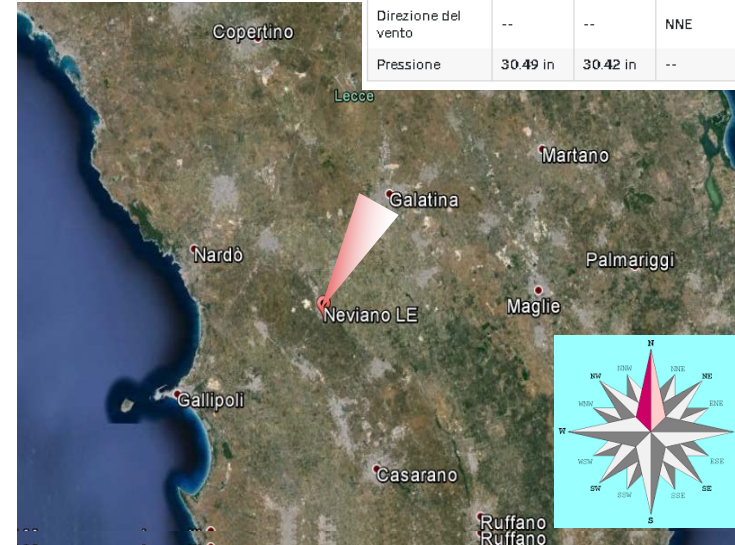 Direzione del vento -- -- NNE
Pressione 30.49 in 30.42 in --
Copertino
Lecce
Martano
Galatina
Nardò
Palmariggi
Maglie
Neviano LE
Gallipoli
Casarano
Ruffano
Ruffano
N
NNW NNE
NW NE
WNW ENE
W
WSW ESE
SW SE
SSW SSE
S